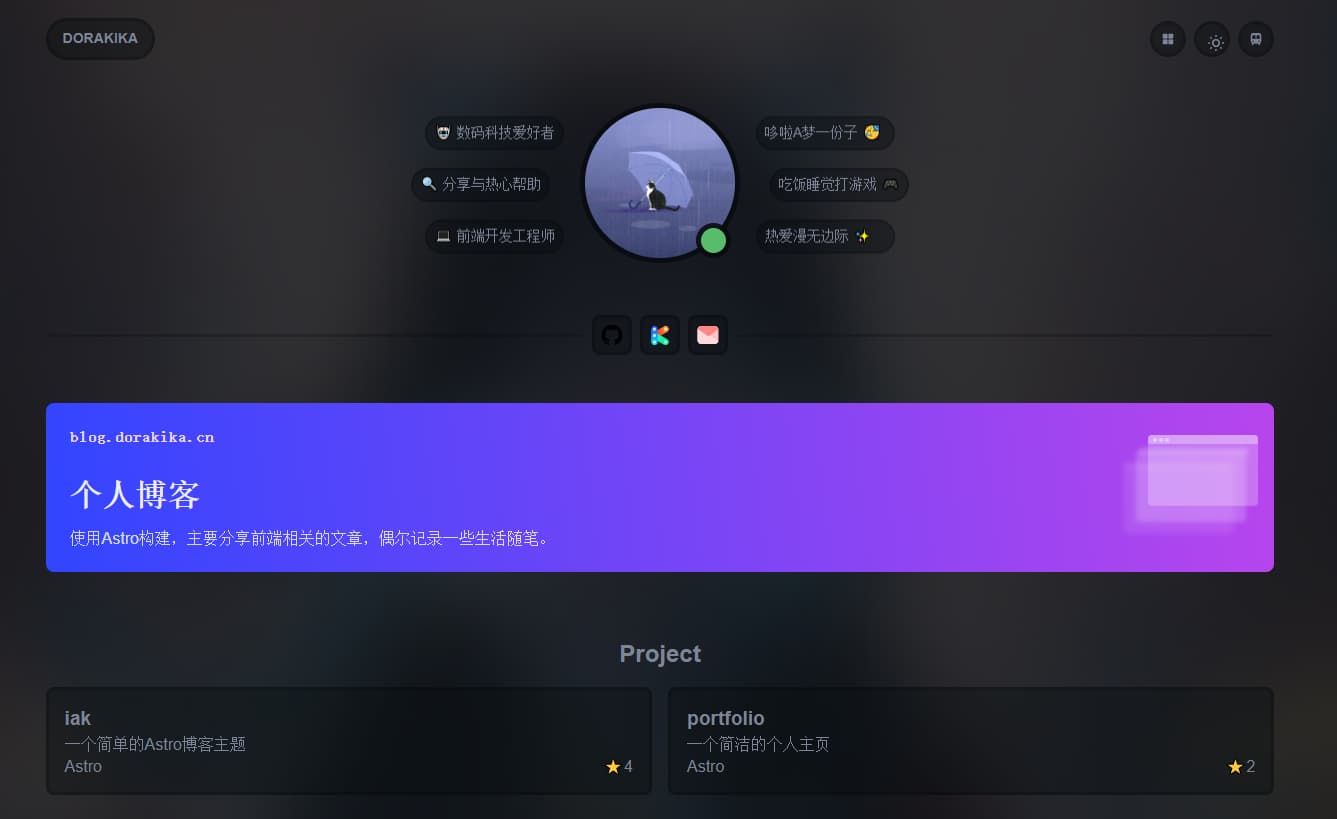 DORAKIKA
数码科技爱好者
哆啦A梦一份子
分享与热心帮助
吃饭睡觉打游戏
前端开发工程师
热爱漫无边际
blog.dorakika.cn
个人博客
使用Astro构建，主要分享前端相关的文章，偶尔记录一些生活随笔。
Project
iak
一个简单的Astro博客主题
Astro
4
portfolio
一个简洁的个人主页
Astro
2